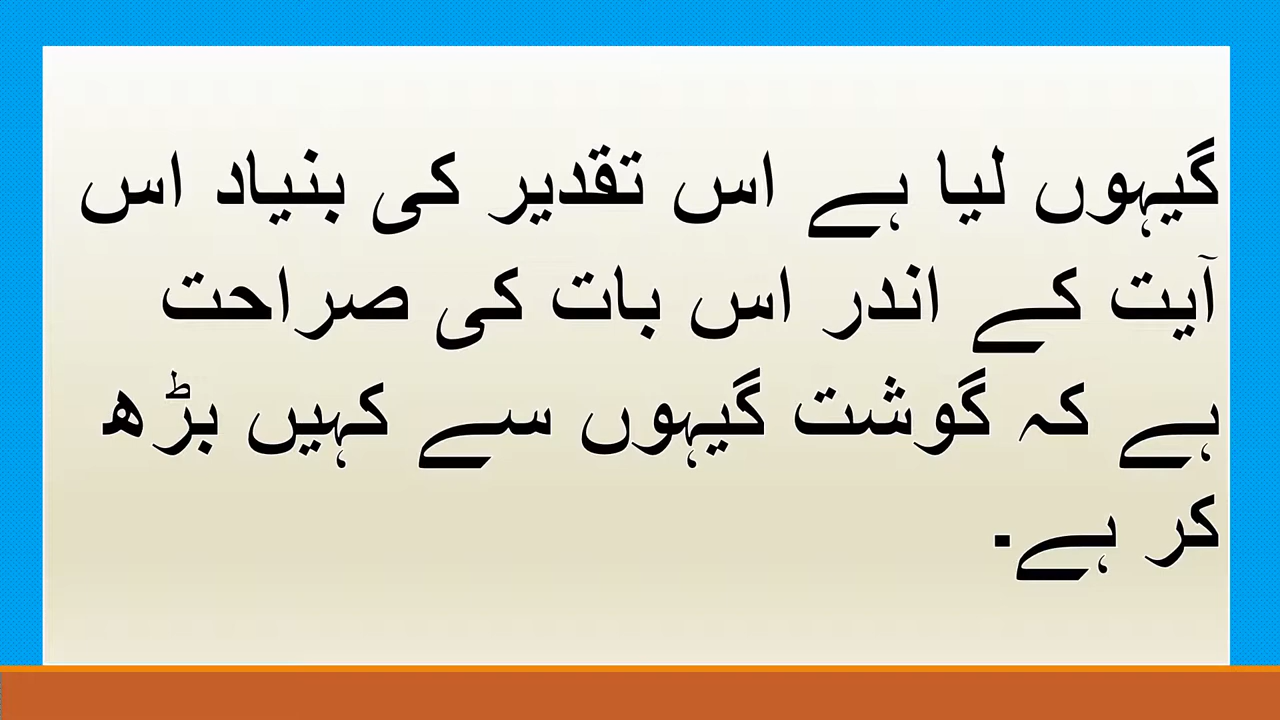 گیہوں لیا ہے اس تقدیر کی بنیاد اس
آیت کے اندر اس بات کی صراحت
ہے کہ گوشت گیہوں سے کہیں بڑھ
کر ہے.